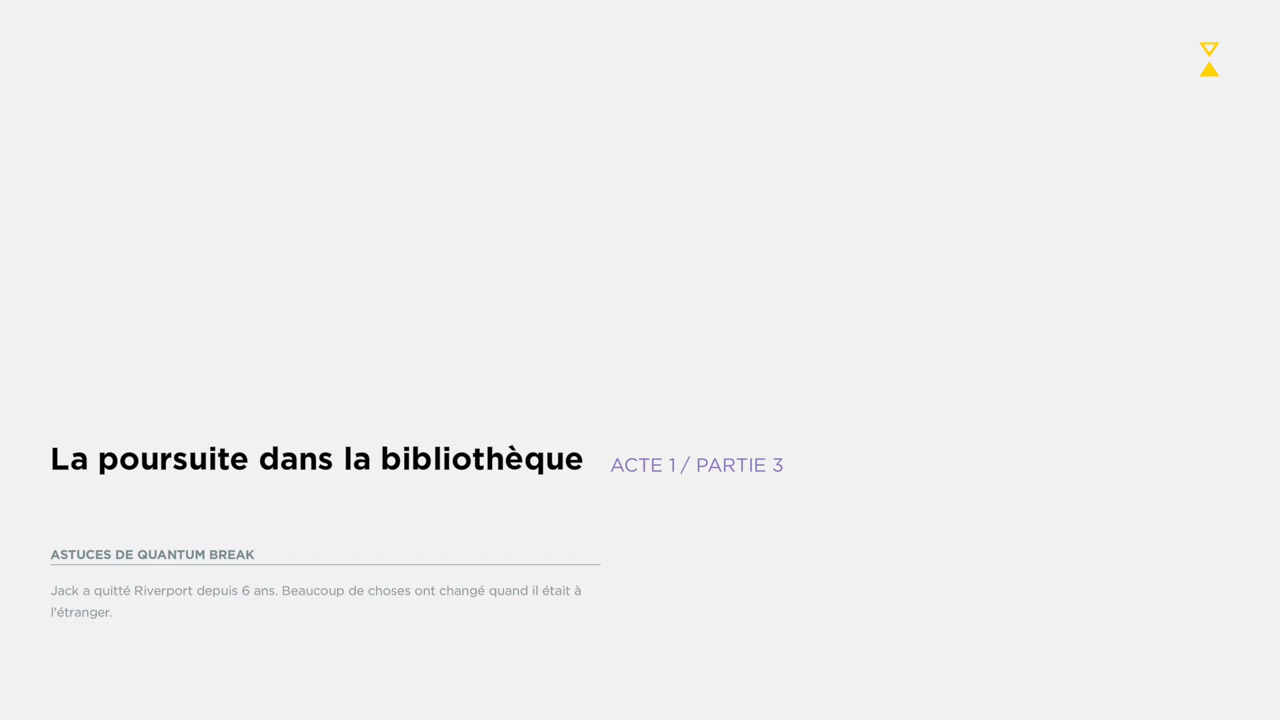 La poursuite dans la bibliothèque ACTE 1 / PARTIE 3
ASTUCES DE QUANTUM BREAK
Jack a quitté Riverport depuis 6 ans. Beaucoup de choses ont changé quand il était à
l'étranger.